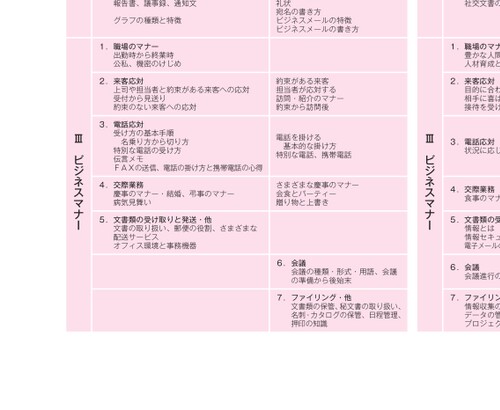 報告書、議事録、通知文
グラフの種類と特徴
礼状
宛名の書き方
ビジネスメールの特徴
ビジネスメールの書き方
社交文書の
Ⅲ ビジネスマナー
1．職場のマナー
出勤時から終業時
公私、機密のけじめ
2．来客応対
上司や担当者と約束がある来客への応対
受付から見送り
約束のない来客への応対
約束がある来客
担当者が応対する
訪問・紹介のマナー
約束から訪問後
3．電話応対
受け方の基本手順
名乗り方から切り方
特別な電話の受け方
伝言メモ
FAXの送信、電話の掛け方と携帯電話の心得
電話を掛ける
基本的な掛け方
特別な電話、携帯電話
4．交際業務
慶事のマナー・結婚、弔事のマナー
病気見舞い
さまざまな慶事のマナー
会食とパーティー
贈り物と上書き
5．文書類の受け取りと発送・他
文書の取り扱い、郵便の役割、さまざまな
配送サービス
オフィス環境と事務機器
6．会議
会議の種類・形式・用語、会議
の準備から後始末
7．ファイリング・他
文書類の保管、秘文書の取り扱い、
名刺・カタログの保管、日程管理、
押印の知識
Ⅲ ビジネスマナー
1．職場のマナ
豊かな人間
人材育成と
2．来客応対
目的に合わ
相手に喜ば
接待を受け
3．電話応対
状況に応じ
4．交際業務
食事のマナ
5．文書類の受
情報とは
情報セキュ
電子メール
6．会議
会議進行の
7．ファイリン
情報収集の
データの管
プロジェク